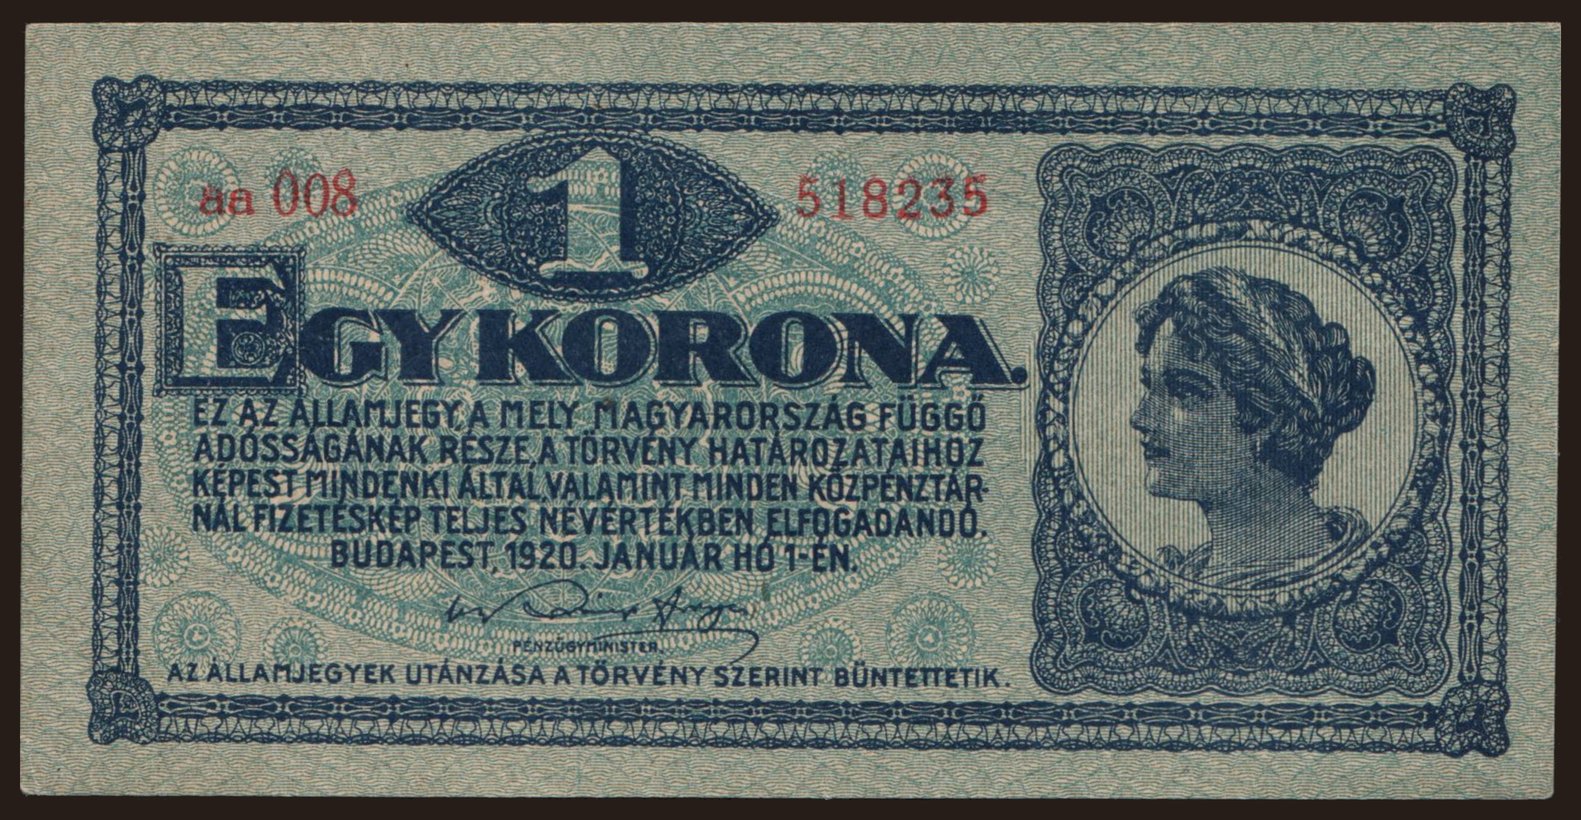 aa 008
1
518235
EGY KORONA.
EZ AZ ÁLLAMJEGY, A MELY MAGYARORSZÁG FÜGGŐ
ADÓSSÁGÁNAK RÉSZE, A TÖRVÉNY HATÁROZATAIHOZ
KÉPEST MINDENKI ÁLTAL, VALAMINT MINDEN KÖZPÉNZTÁR-
NÁL FIZETÉSKÉP TELJES NÉVÉRTÉKBEN ELFOGADANDÓ.
BUDAPEST, 1920. JANUÁR HÓ 1-ÉN.
PÉNZÜGYMINISTER.
AZ ÁLLAMJEGYEK UTÁNZÁSA A TÖRVÉNY SZERINT BÜNTETTETIK.